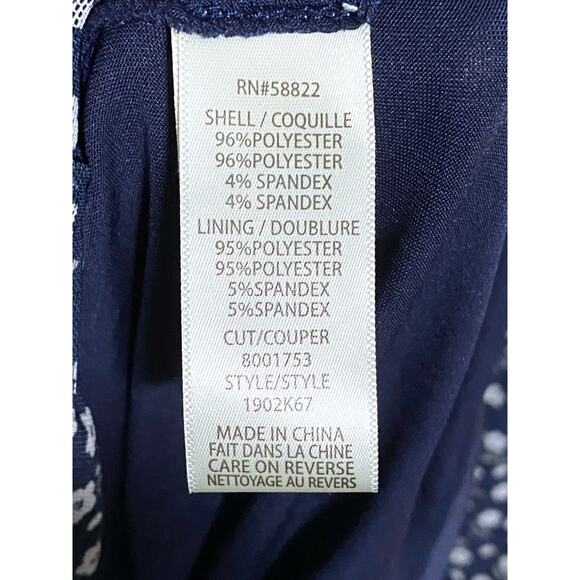 RN#58822
SHELL / COQUILLE
96%POLYESTER
96%POLYESTER
4% SPANDEX
4% SPANDEX
LINING / DOUBLURE
95%POLYESTER
95%POLYESTER
5%SPANDEX
5%SPANDEX
CUT/COUPER
8001753
STYLE/STYLE
1902K67
MADE IN CHINA
FAIT DANS LA CHINE
CARE ON REVERSE
NETTOYAGE AU REVERS